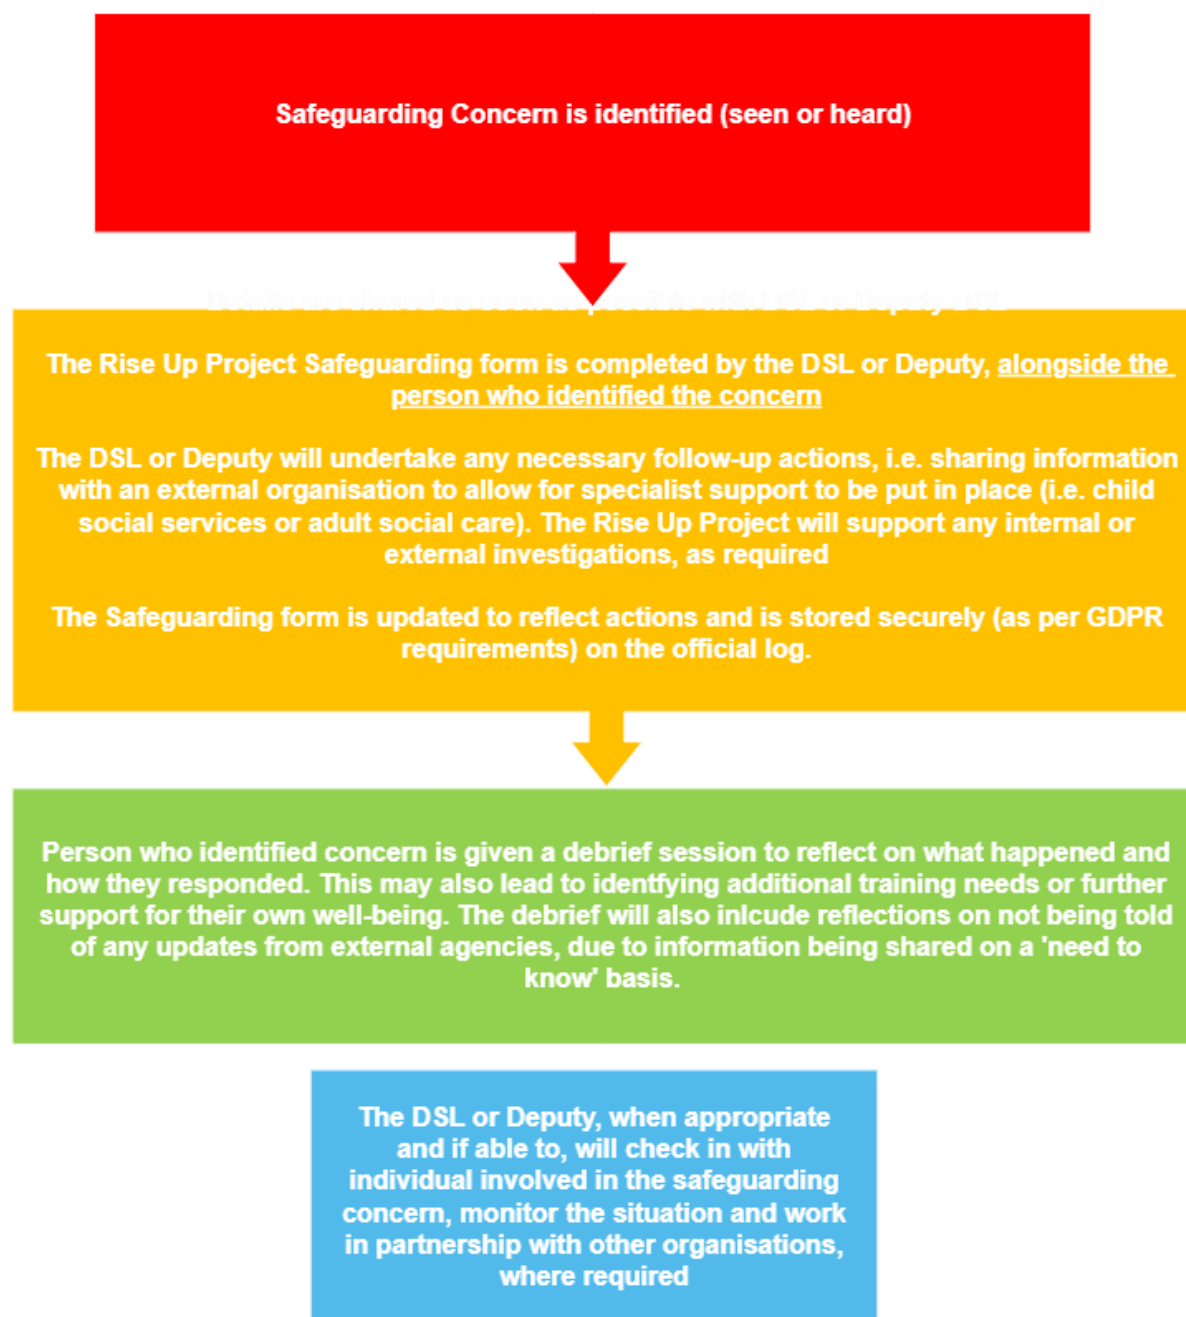 Safeguarding Concern is identified (seen or heard)
The Rise Up Project Safeguarding form is completed by the DSL or Deputy, alongside the
person who identified the concern
The DSL or Deputy will undertake any necessary follow-up actions, i.e. sharing information
with an external organisation to allow for specialist support to be put in place (i.e. child
social services or adult social care). The Rise Up Project will support any internal or
external investigations, as required
The Safeguarding form is updated to reflect actions and is stored securely (as per GDPR
requirements) on the official log.
Person who identified concern is given a debrief session to reflect on what happened and
how they responded. This may also lead to identfying additional training needs or further
support for their own well-being. The debrief will also inlcude reflections on not being told
of any updates from external agencies, due to information being shared on a 'need to
know' basis.
The DSL or Deputy, when appropriate
and if able to, will check in with
individual involved in the safeguarding
concern, monitor the situation and work
in partnership with other organisations,
where required